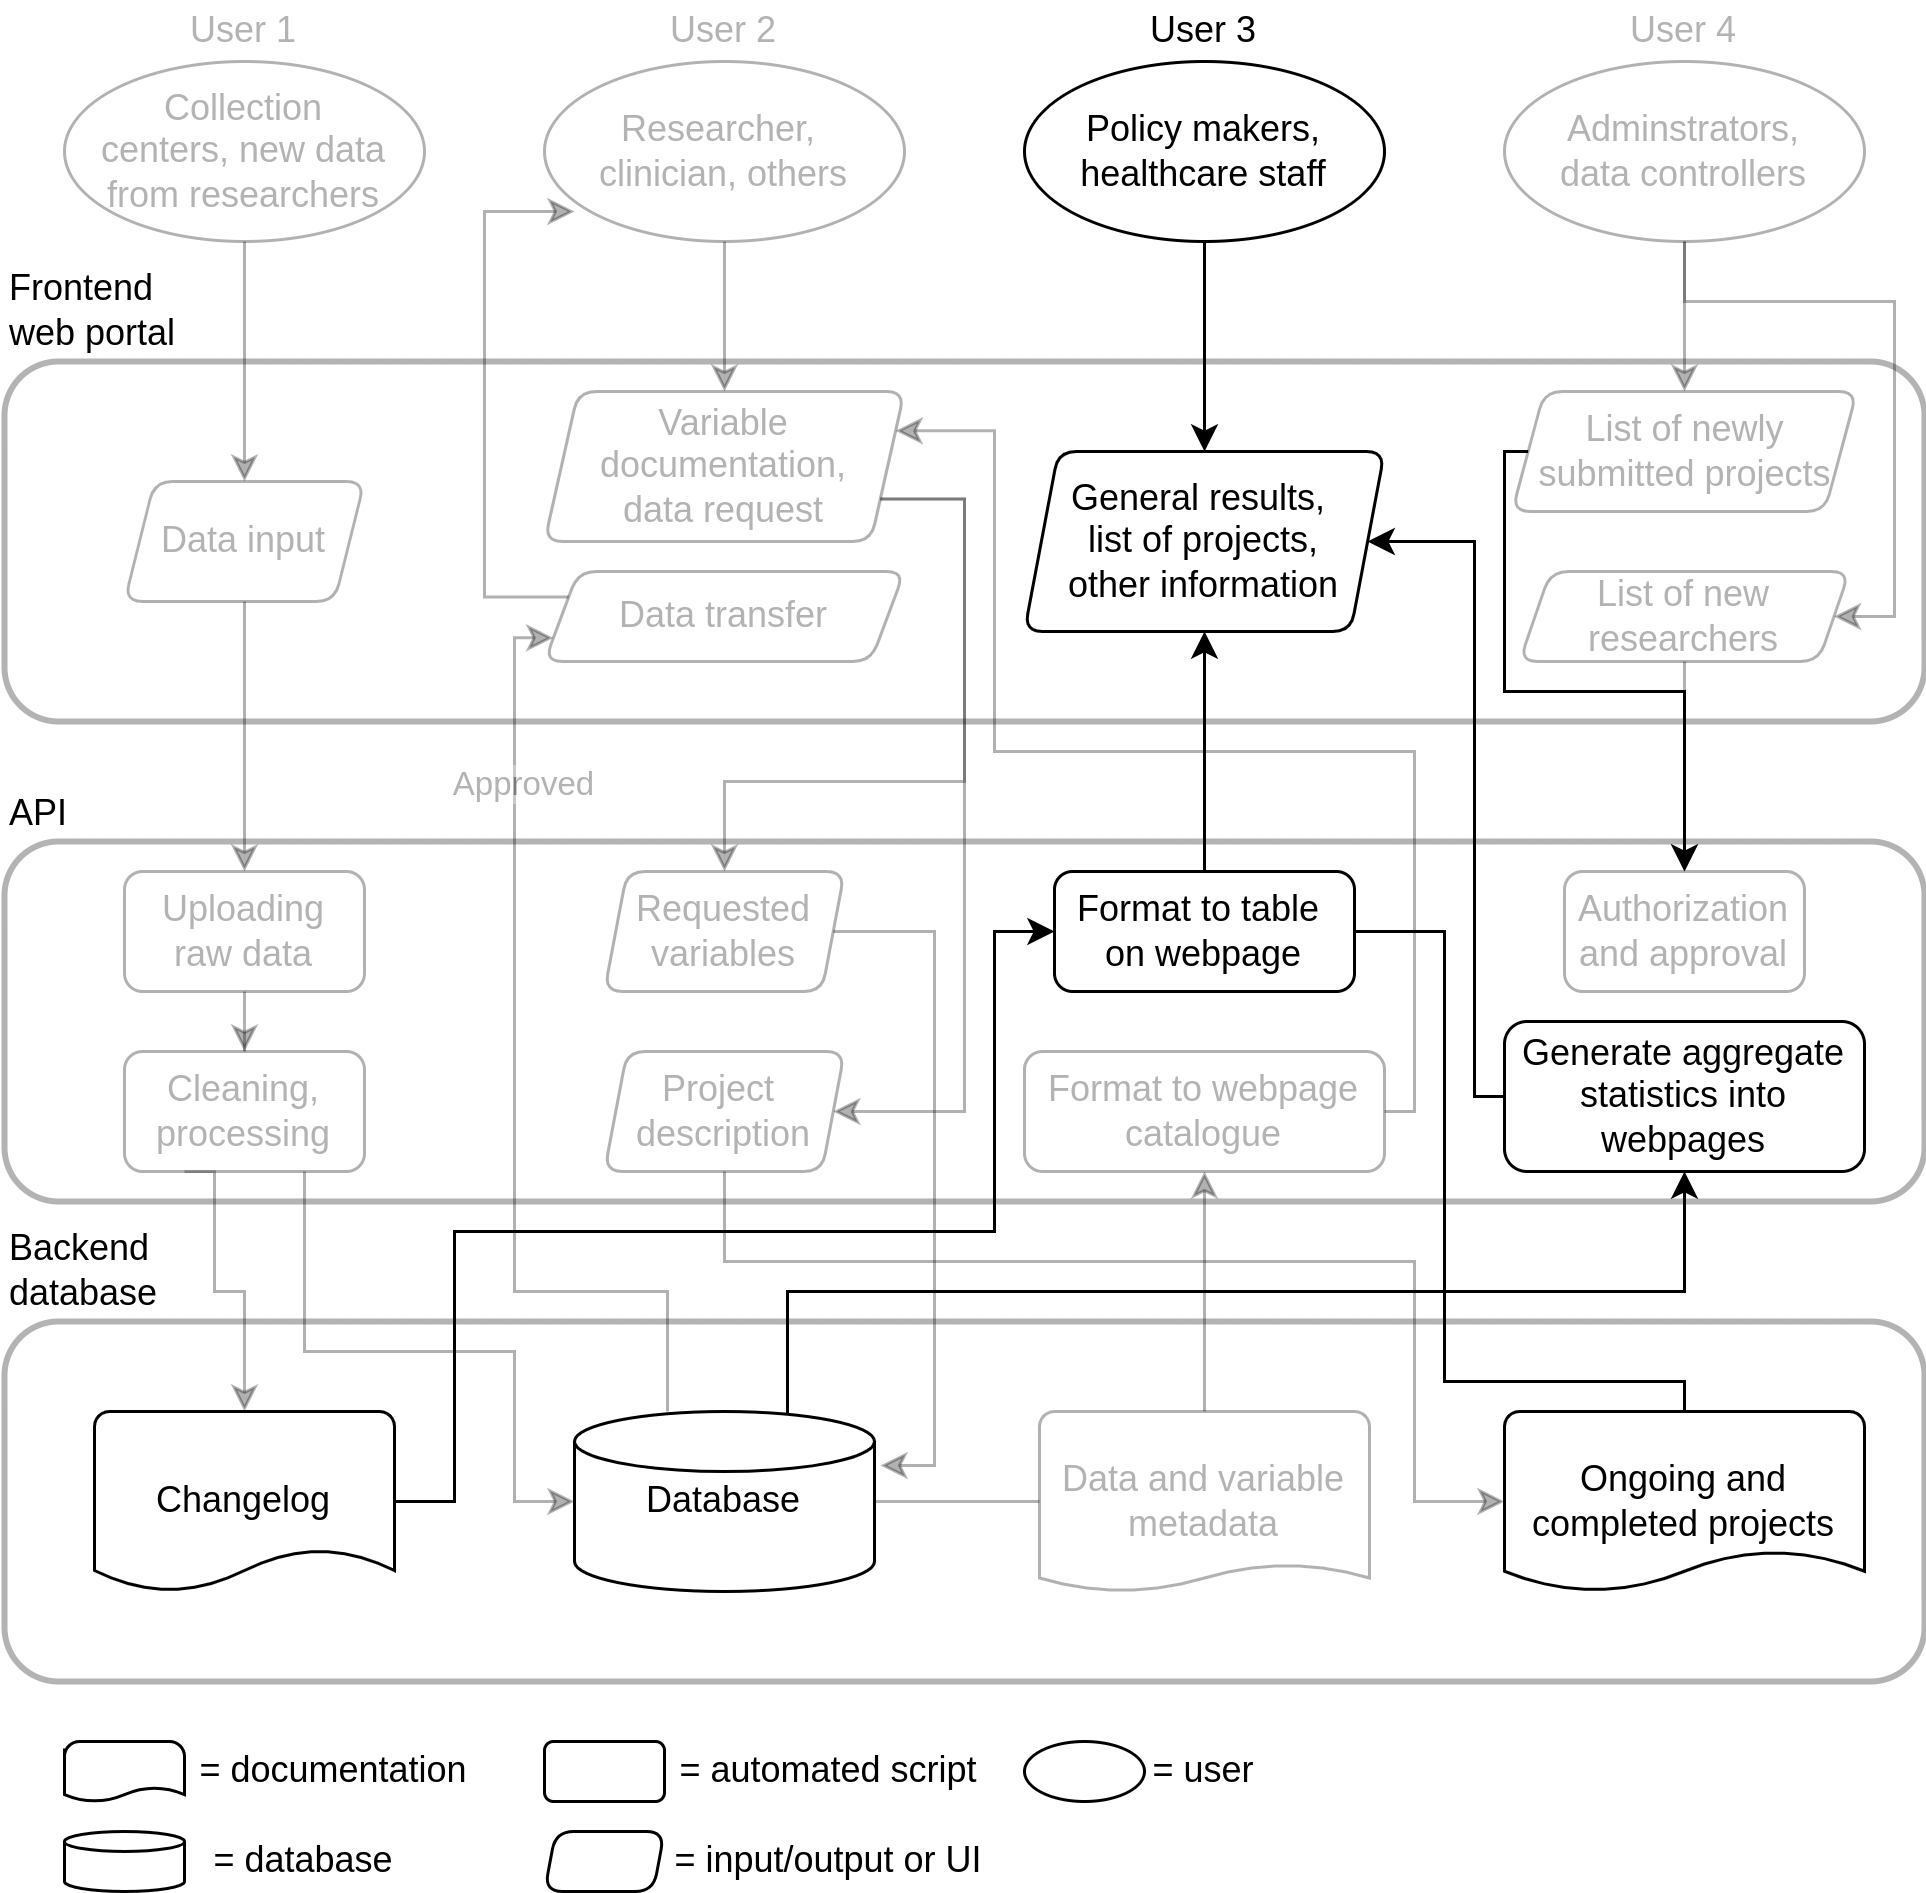 User 1
User 2
User 3
User 4
Collection
centers, new data
from researchers
Researcher,
clinician, others
Policy makers,
healthcare staff
Adminstrators,
data controllers
Frontend
web portal
Data input
Variable
documentation,
data request
Data transfer
General results,
list of projects,
other information
List of newly
submitted projects
List of new
researchers
Approved
API
Uploading
raw data
Requested
variables
Format to table
on webpage
Authorization
and approval
Cleaning,
processing
Project
description
Format to webpage
catalogue
Generate aggregate
statistics into
webpages
Backend
database
Changelog
Database
Data and variable
metadata
Ongoing and
completed projects
= documentation
= automated script
= user
= database
= input/output or UI